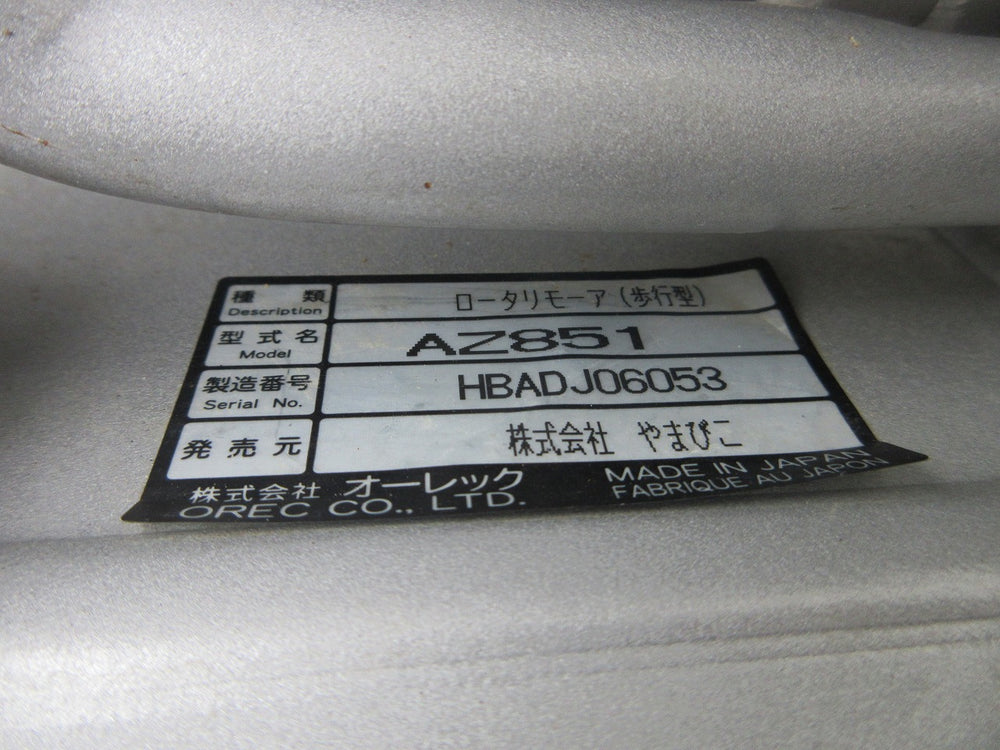 種類 ロータリモーア(歩行型)
Description
型式名 AZ851
Model
製造番号 HBADJ06053
Serial No.
発売元 株式会社 やまびこ
株式会社 オーレック MADE IN JAPAN
OREC CO., LTD. FABRIQUE AU JAPON